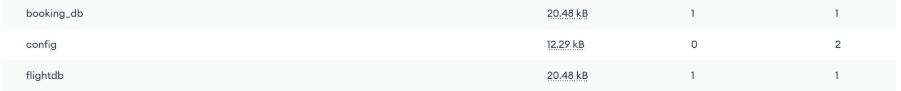 booking_db 20.48 kB 1 1
config 12.29 kB 0 2
flightdb 20.48 kB 1 1